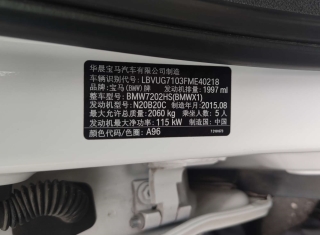 华晨宝马汽车有限公司制造
车辆识别代号: LBVUG7103FME40218
品牌: 宝马(BMW)牌 发动机排量: 1997 ml
整车型号: BMW7202HS(BMWX1)
发动机型号: N20B20C 制造年月: 2015.08
最大允许总质量: 2060 kg 乘坐人数: 5人
发动机最大净功率: 115 kW 制造国: 中国
颜色代码/色圈: A96